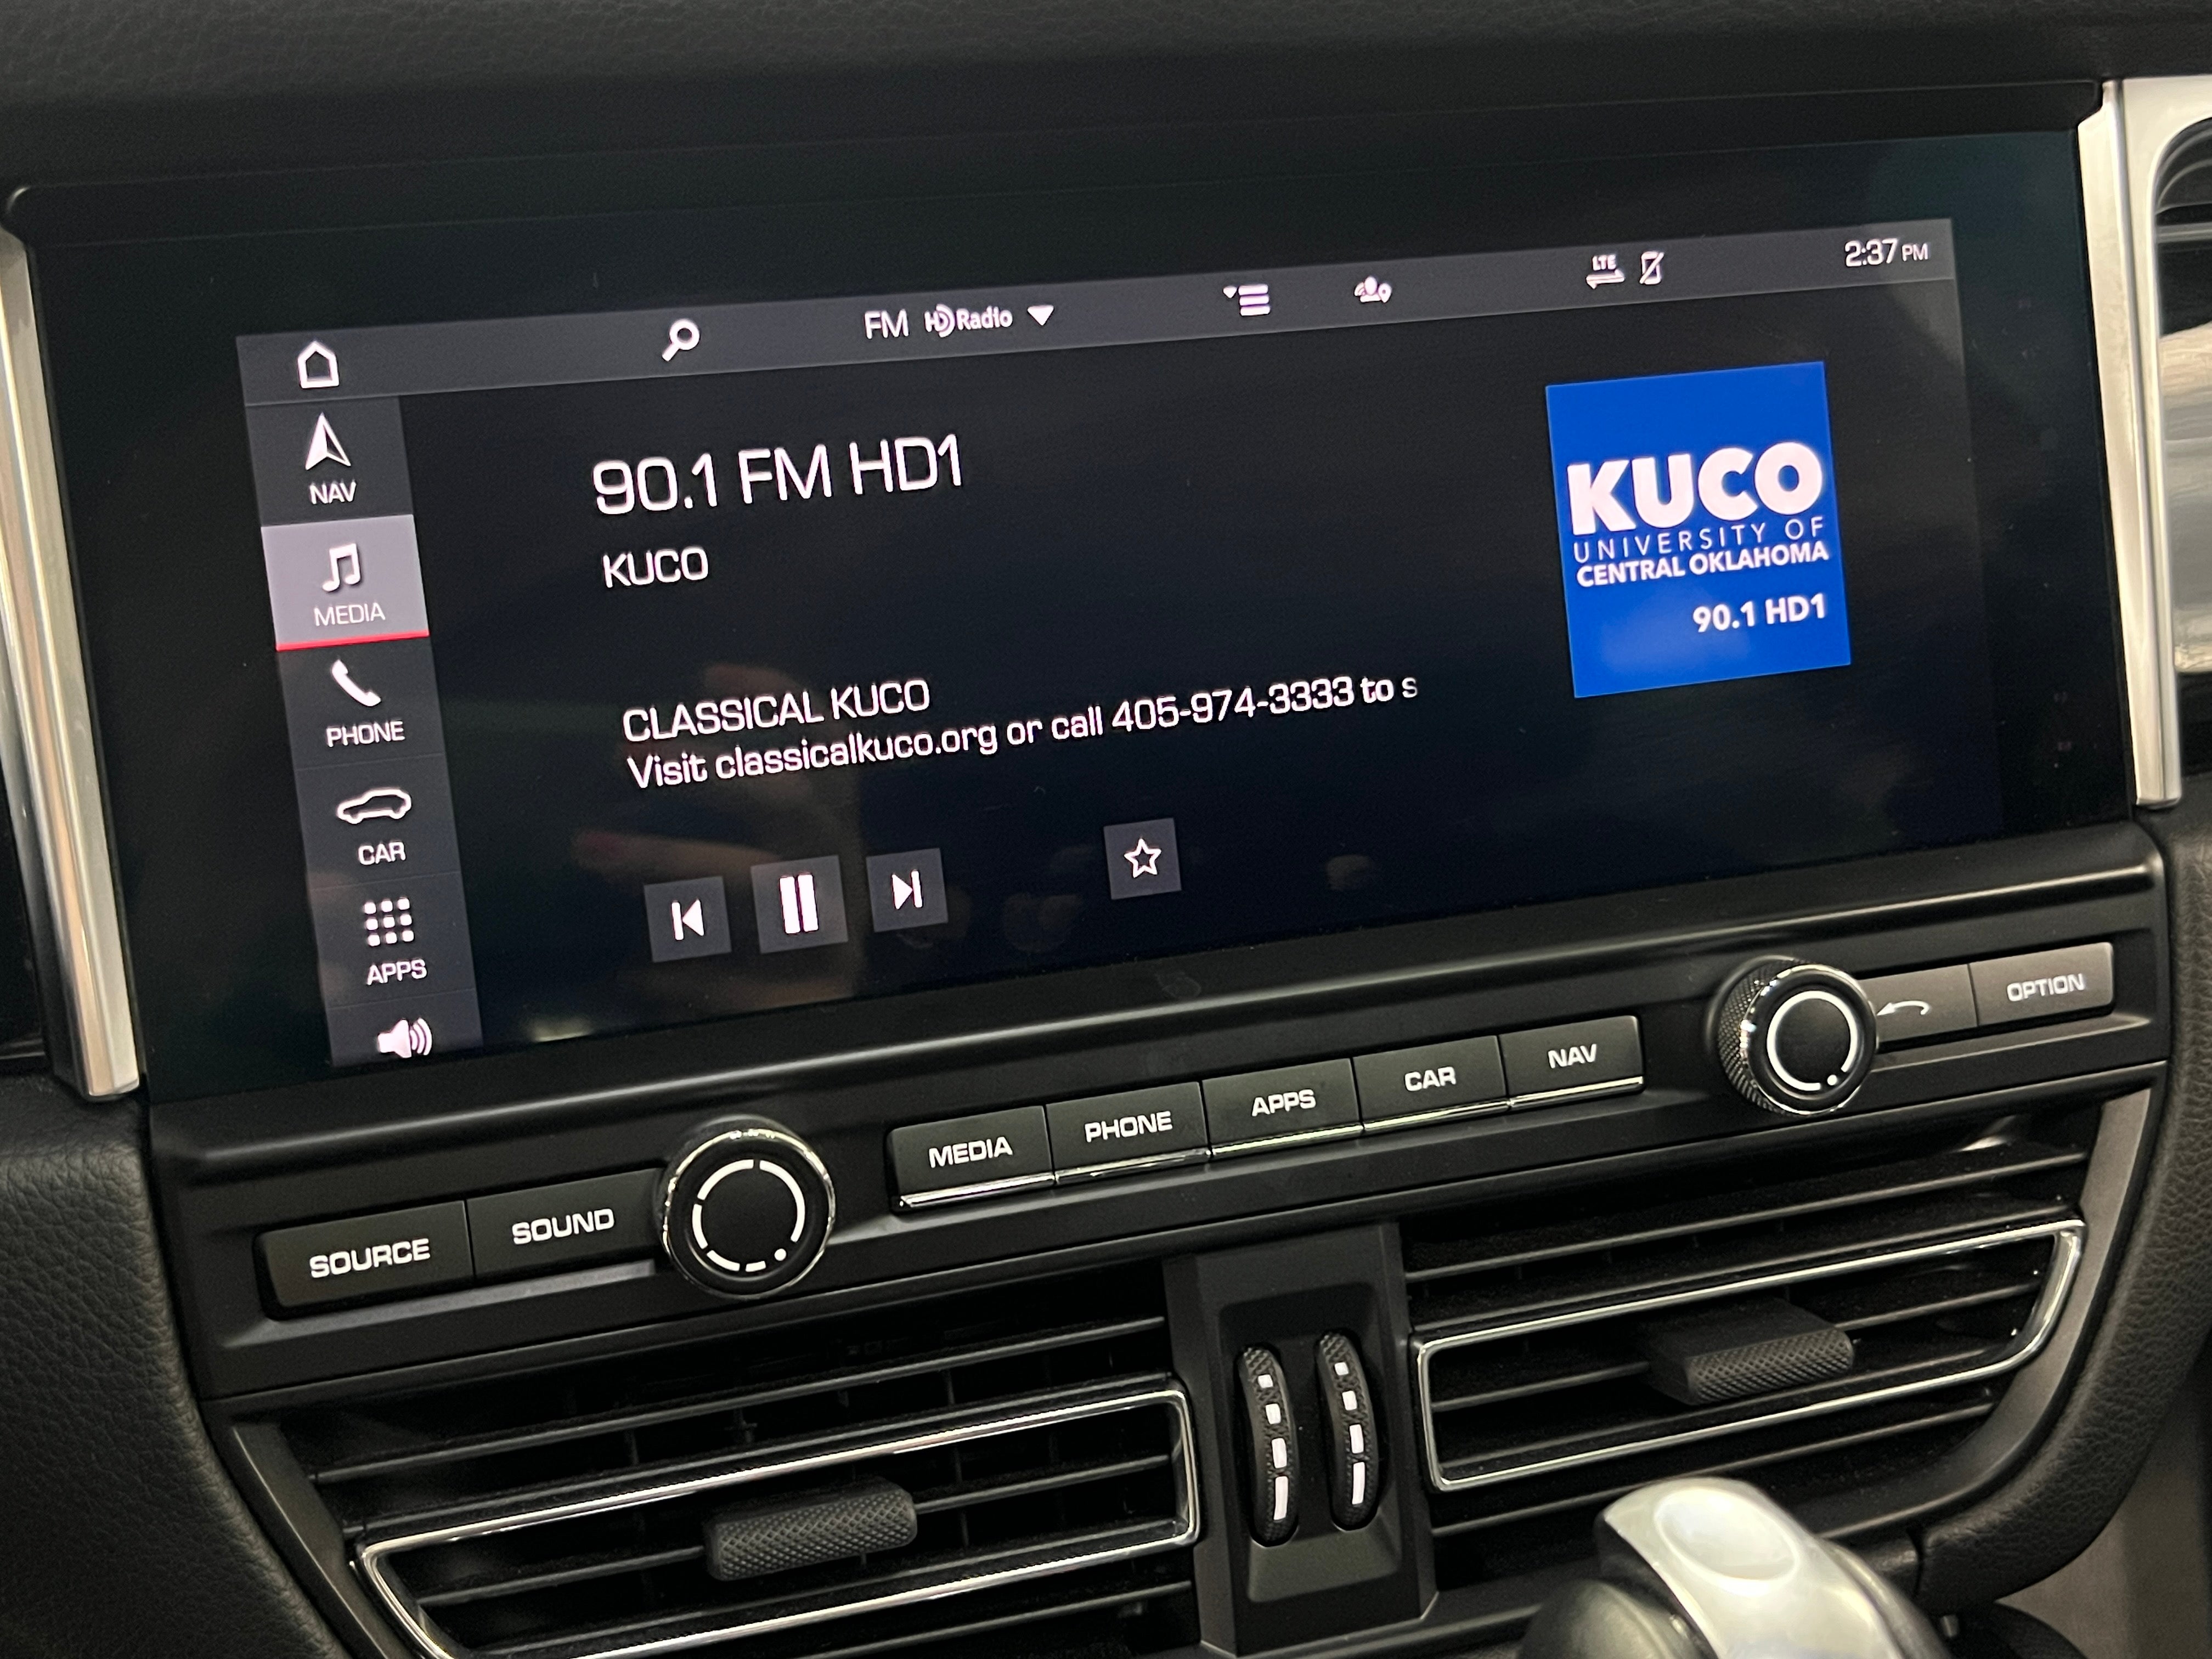 FM HD Radio
LTE
2:37 PM
NAV
MEDIA
PHONE
CAR
APPS
90.1 FM HD1
KUCO
CLASSICAL KUCO
Visit classicalkuco.org or call 405-974-3333 to s
KUCO
UNIVERSITY OF
CENTRAL OKLAHOMA
90.1 HD1
SOURCE SOUND MEDIA PHONE APPS CAR NAV OPTION